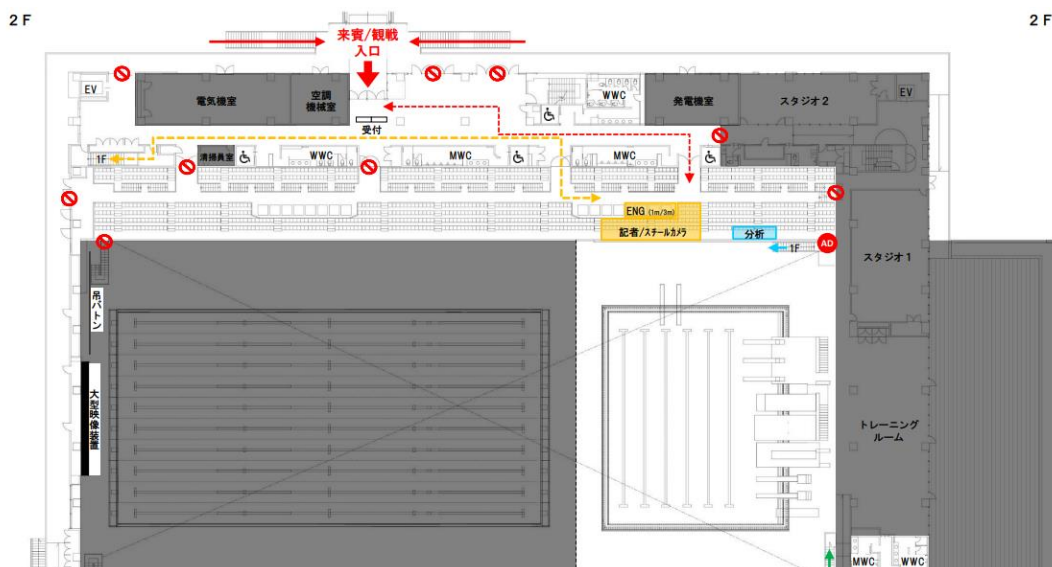 2F
2F
来賓/観戦
入口
EV
電気機室
空調
機械室
受付
WWC
発電機室
スタジオ2
EV
1F
清掃員室
WWC
MWC
MWC
ENG (1m/3m)
記者/スチールカメラ
分析
1F
AD
スタジオ1
吊バトン
大型映像装置
トレーニング
ルーム
MWC
WWC